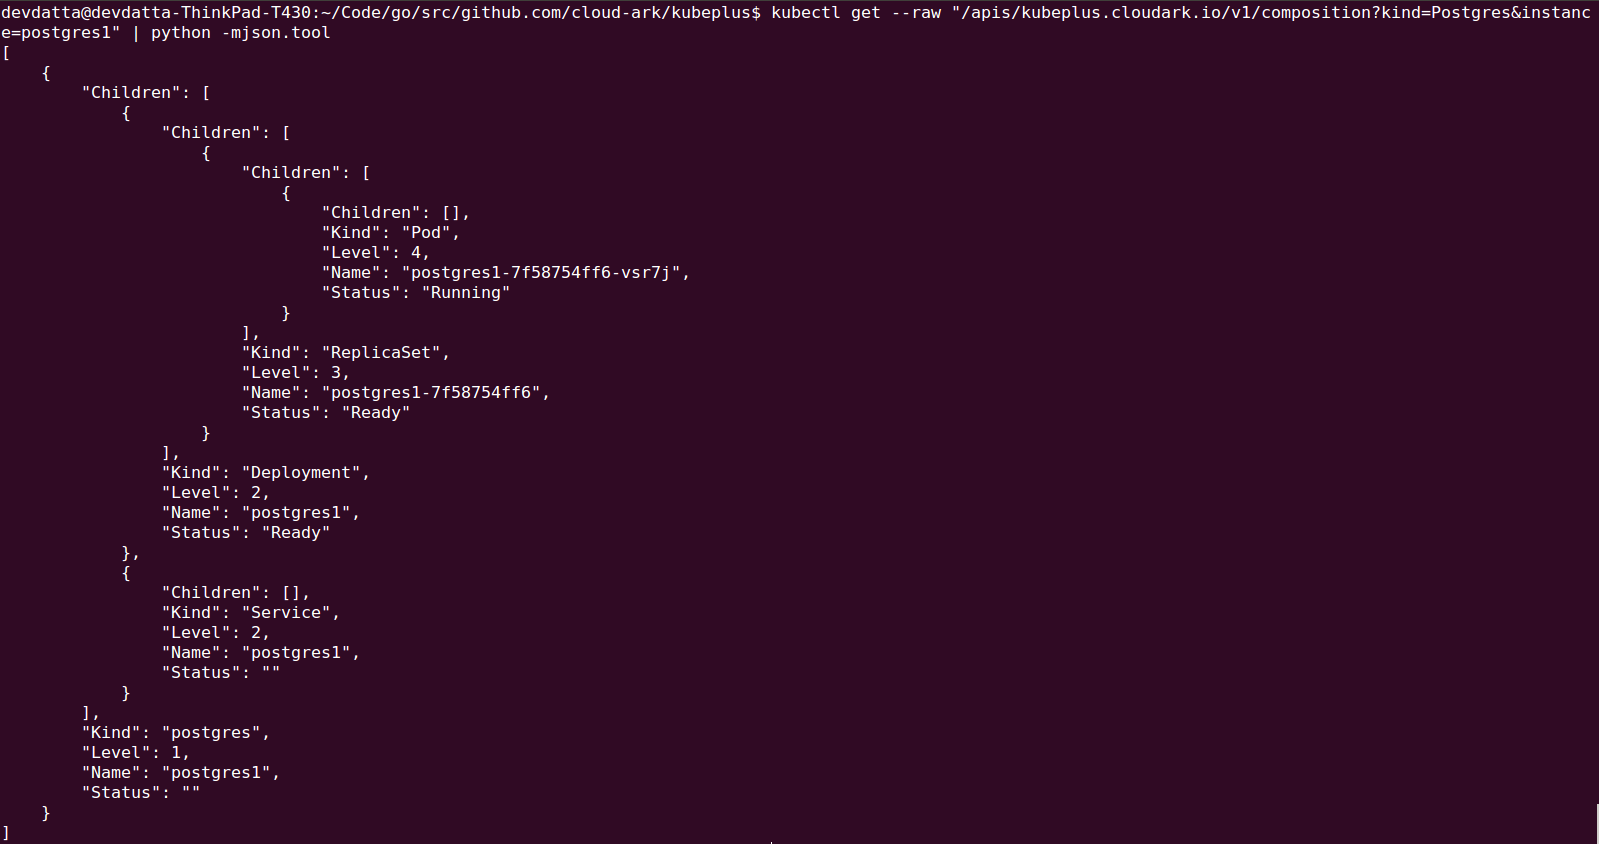 devdatta@devdatta-ThinkPad-T430:~/Code/go/src/github.com/cloud-ark/kubeplus$ kubectl get --raw "/apis/kubeplus.cloudark.io/v1/composition?kind=Postgres&instanc
e=postgres1" | python -mjson.tool
[
    {
        "Children": [
            {
                "Children": [
                    {
                        "Children": [
                            {
                                "Children": [],
                                "Kind": "Pod",
                                "Level": 4,
                                "Name": "postgres1-7f58754ff6-vsr7j",
                                "Status": "Running"
                            }
                        ],
                        "Kind": "ReplicaSet",
                        "Level": 3,
                        "Name": "postgres1-7f58754ff6",
                        "Status": "Ready"
                    }
                ],
                "Kind": "Deployment",
                "Level": 2,
                "Name": "postgres1",
                "Status": "Ready"
            },
            {
                "Children": [],
                "Kind": "Service",
                "Level": 2,
                "Name": "postgres1",
                "Status": ""
            }
        ],
        "Kind": "postgres",
        "Level": 1,
        "Name": "postgres1",
        "Status": ""
    }
]